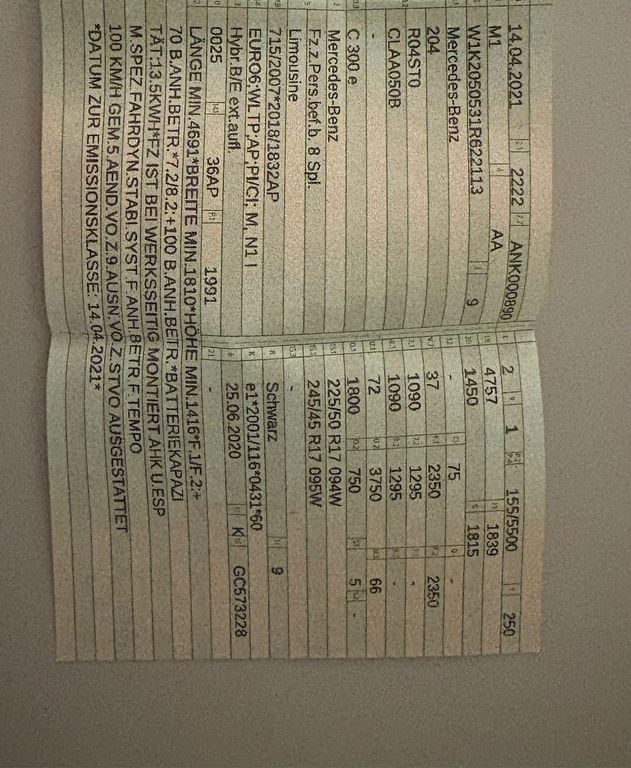 14.04.2021 2222 ANK000890
M1 AA
W1K2050531R622113 9
Mercedes-Benz
204
R04ST0
CLAA050B
-
C 300 e
Mercedes-Benz
Fz.z.Pers.bef.b. 8 Spl.
Limousine
715/2007*2018/1832AP
EURO6;WLTP;AP;PI/CI; M, N1 I
Hybr.B/E ext.aufl.
0025 36AP 1991
2 1 155/5500 250
4757 1839
1450 1815
- 75 -
37 2350 2350
1090 1295 -
1090 1295 -
72 3750 66
1800 750 5 -
225/50 R17 094W
245/45 R17 095W
-
Schwarz 9
e1*2001/116*0431*60
25.06.2020 K GC573228
-
LÄNGE MIN.4691*BREITE MIN.1810*HÖHE MIN.1416*F.1/F.2:+
70 B.ANH.BETR.*7.2/8.2:+100 B.ANH.BETR.*BATTERIEKAPAZI
TÄT:13.5KWH*FZ IST BEI WERKSSEITIG MONTIERT AHK U.ESP
M.SPEZ.FAHRDYN.STABI.SYST.F.ANH.BETR.F.TEMPO
100 KM/H GEM.5.AEND.VO.Z.9.AUSN.VO.Z.STVO AUSGESTATTET
*DATUM ZUR EMISSIONSKLASSE: 14.04.2021*